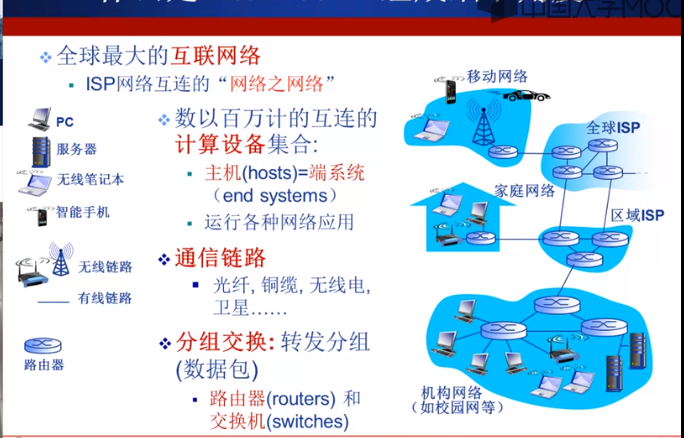 中国大学MOOC
全球最大的互联网络
ISP网络互连的“网络之网络”
PC
服务器
无线笔记本
智能手机
无线链路
有线链路
路由器
数以百万计的互连的
计算设备集合:
主机(hosts)=端系统
（end systems）
运行各种网络应用
通信链路
光纤, 铜缆, 无线电,
卫星……
分组交换: 转发分组
(数据包)
路由器(routers) 和
交换机(switches)
移动网络
全球ISP
家庭网络
区域ISP
机构网络
（如校园网等）